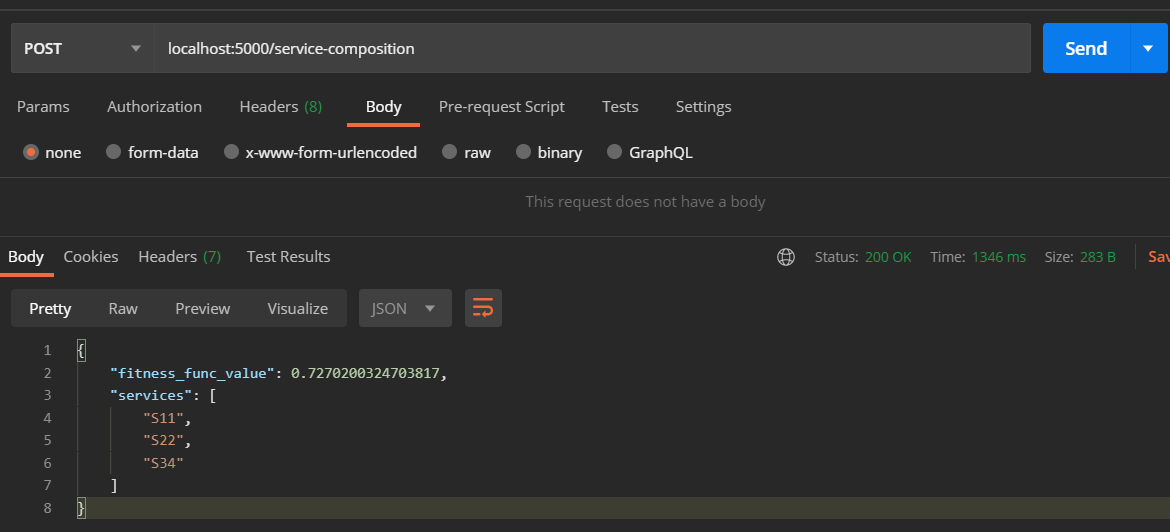 POST localhost:5000/service-composition Send
Params Authorization Headers (8) Body Pre-request Script Tests Settings
none form-data x-www-form-urlencoded raw binary GraphQL
This request does not have a body
Body Cookies Headers (7) Test Results Status: 200 OK Time: 1346 ms Size: 283 B Sav
Pretty Raw Preview Visualize JSON
1 {
2 "fitness_func_value": 0.7270200324703817,
3 "services": [
4 "S11",
5 "S22",
6 "S34"
7 ]
8 }